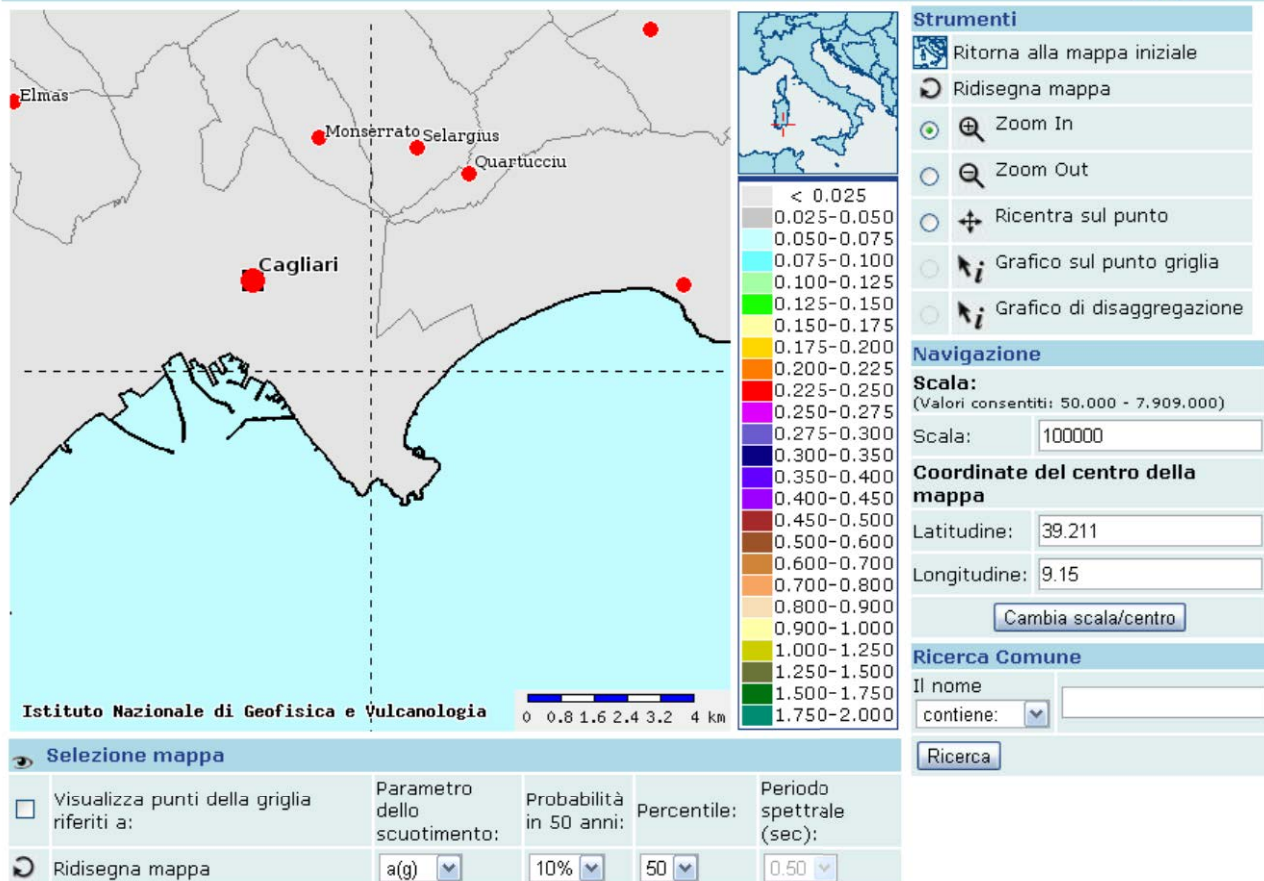 Elmas
Monserrato
Selargius
Quartucciu
Cagliari
Istituto Nazionale di Geofisica e Vulcanologia
0 0.8 1.6 2.4 3.2 4 km
< 0.025
0.025-0.050
0.050-0.075
0.075-0.100
0.100-0.125
0.125-0.150
0.150-0.175
0.175-0.200
0.200-0.225
0.225-0.250
0.250-0.275
0.275-0.300
0.300-0.350
0.350-0.400
0.400-0.450
0.450-0.500
0.500-0.600
0.600-0.700
0.700-0.800
0.800-0.900
0.900-1.000
1.000-1.250
1.250-1.500
1.500-1.750
1.750-2.000
Strumenti
Ritorna alla mappa iniziale
Ridisegna mappa
Zoom In
Zoom Out
Ricentra sul punto
Grafico sul punto griglia
Grafico di disaggregazione
Navigazione
Scala:
(Valori consentiti: 50.000 - 7.909.000)
Scala: 100000
Coordinate del centro della
mappa
Latitudine: 39.211
Longitudine: 9.15
Cambia scala/centro
Ricerca Comune
Il nome
contiene:
Ricerca
Selezione mappa
Visualizza punti della griglia
riferiti a:
Parametro
dello
scuotimento:
Probabilità
in 50 anni:
Percentile:
Periodo
spettrale
(sec):
Ridisegna mappa
a(g)
10%
50
0.50